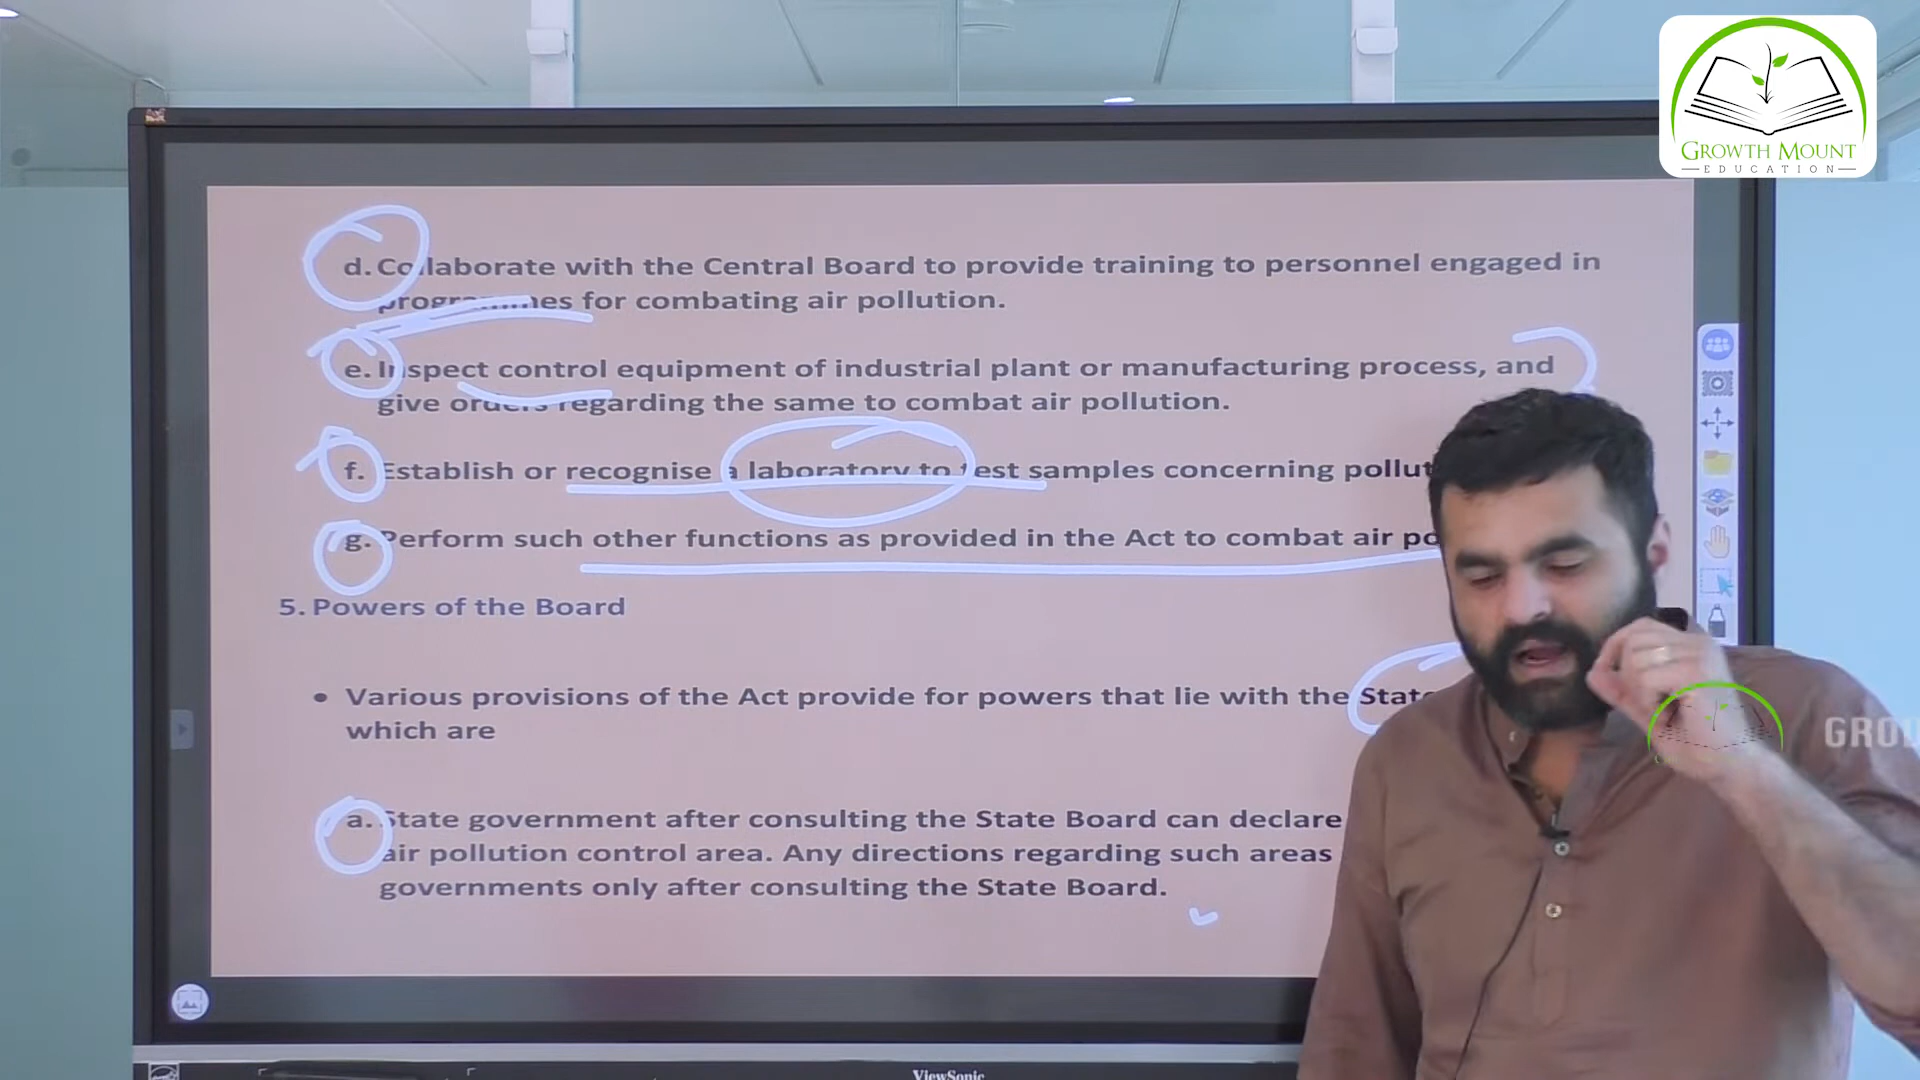 GROWTH MOUNT
EDUCATION
d. Collaborate with the Central Board to provide training to personnel engaged in
programmes for combating air pollution.
e. Inspect control equipment of industrial plant or manufacturing process, and
give orders regarding the same to combat air pollution.
f. Establish or recognise a laboratory to test samples concerning pollut
g. Perform such other functions as provided in the Act to combat air po
5. Powers of the Board
• Various provisions of the Act provide for powers that lie with the State
which are
a. State government after consulting the State Board can declare
air pollution control area. Any directions regarding such areas
governments only after consulting the State Board.
GROU
ViewSonic